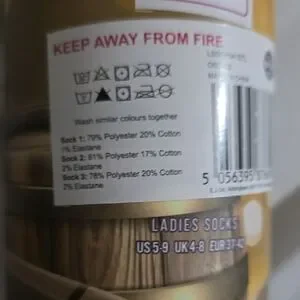 KEEP AWAY FROM FIRE
Wash similar colours together
Sock 1: 79% Polyester 20% Cotton
1% Elastane
Sock 2: 81% Polyester 17% Cotton
2% Elastane
Sock 3: 78% Polyester 20% Cotton
2% Elastane
5 056395
LADIES SOCKS
US 5-9 UK 4-8 EUR 37-42